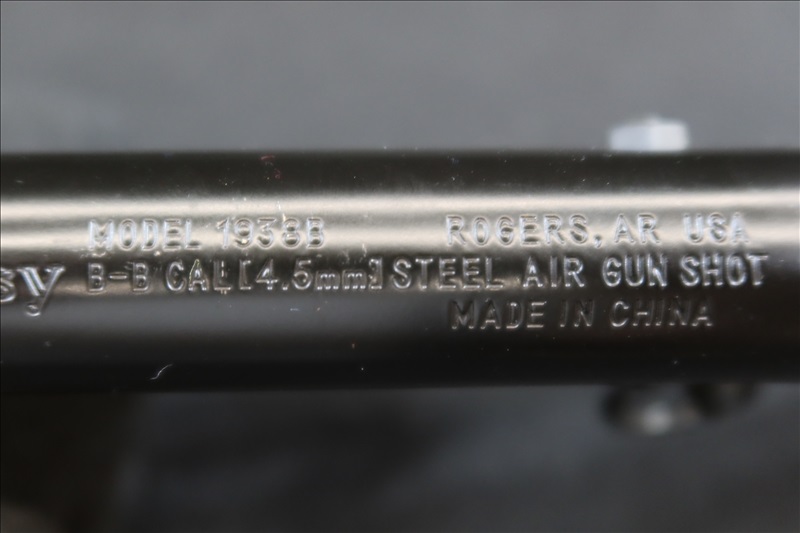 MODEL 1938B ROGERS, AR USA
sy B-B CAL[4.5mm] STEEL AIR GUN SHOT
MADE IN CHINA